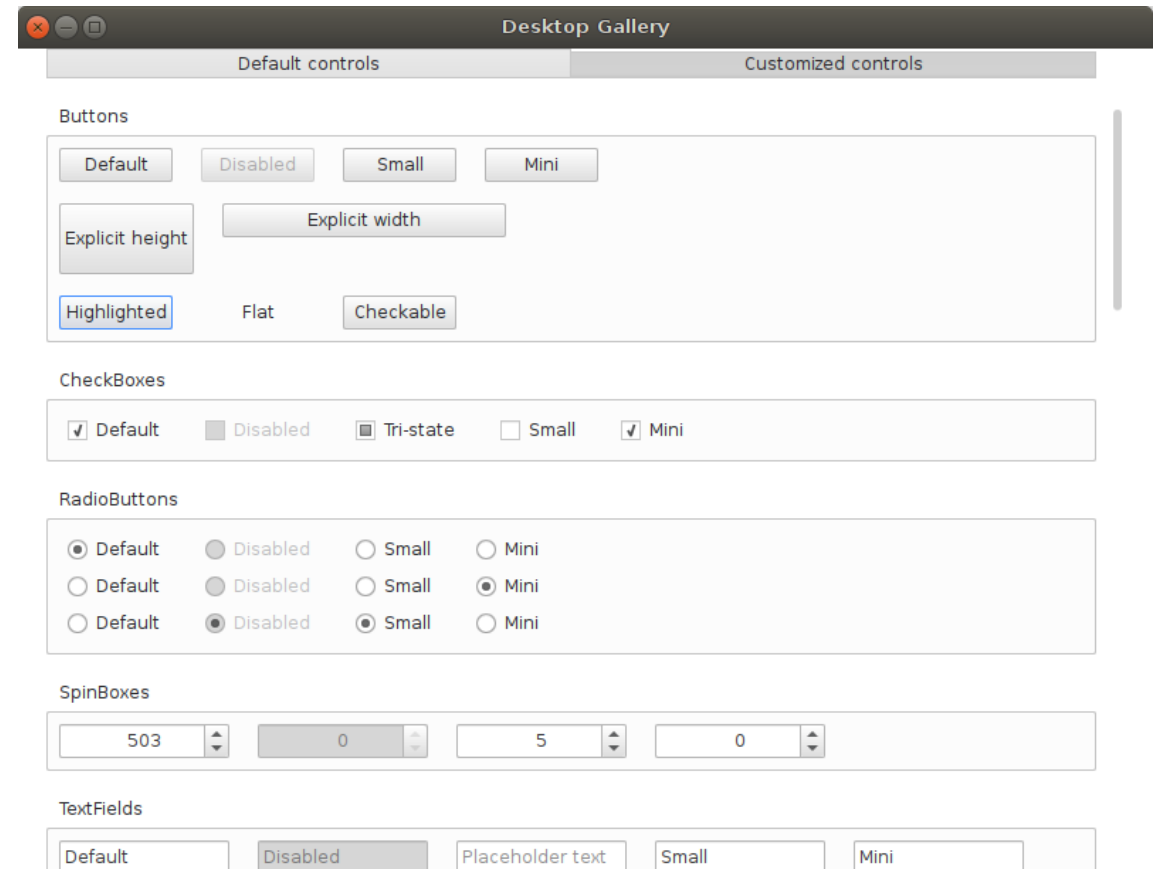 Desktop Gallery
Default controls Customized controls
Buttons
Default Disabled Small Mini
Explicit height Explicit width
Highlighted Flat Checkable
CheckBoxes
Default Disabled Tri-state Small Mini
RadioButtons
Default Disabled Small Mini
Default Disabled Small Mini
Default Disabled Small Mini
SpinBoxes
503 0 5 0
TextFields
Default Disabled Placeholder text Small Mini